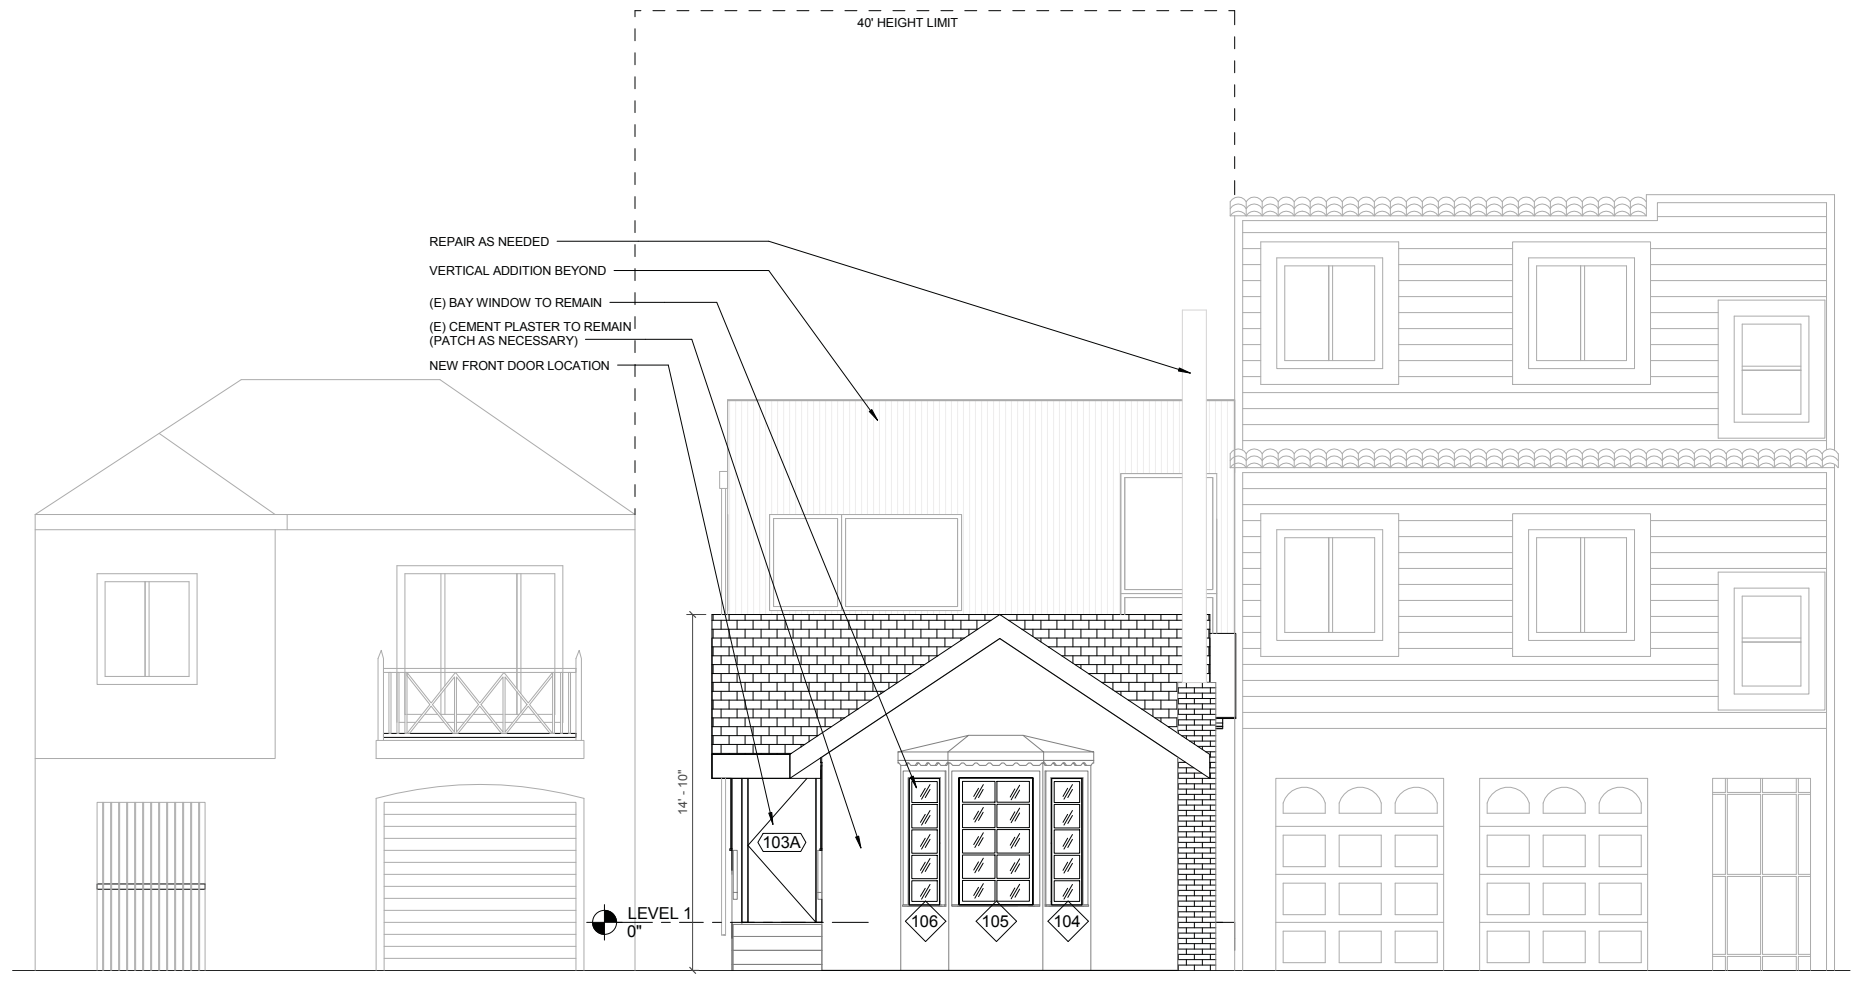 40' HEIGHT LIMIT
REPAIR AS NEEDED
VERTICAL ADDITION BEYOND
(E) BAY WINDOW TO REMAIN
(E) CEMENT PLASTER TO REMAIN
(PATCH AS NECESSARY)
NEW FRONT DOOR LOCATION
14' - 10"
103A
LEVEL 1
0"
106
105
104